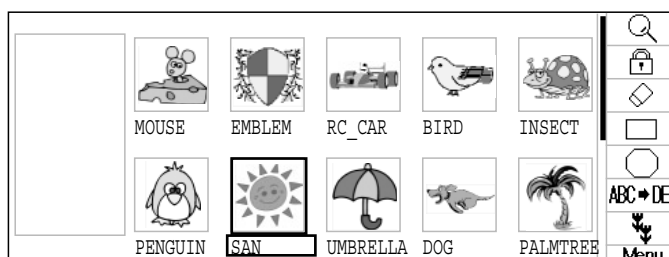 MOUSE EMBLEM RC_CAR BIRD INSECT
PENGUIN SAN UMBRELLA DOG PALMTREE
ABC➡DE
Menu